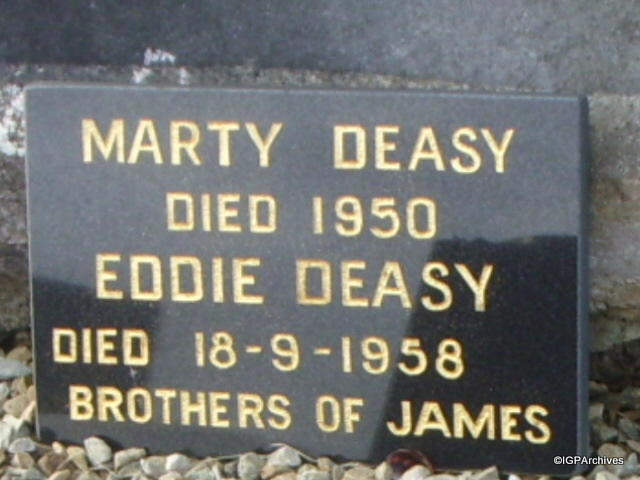 MARTY DEASY
DIED 1950
EDDIE DEASY
DIED 18-9-1958
BROTHERS OF JAMES
©IGPArchives